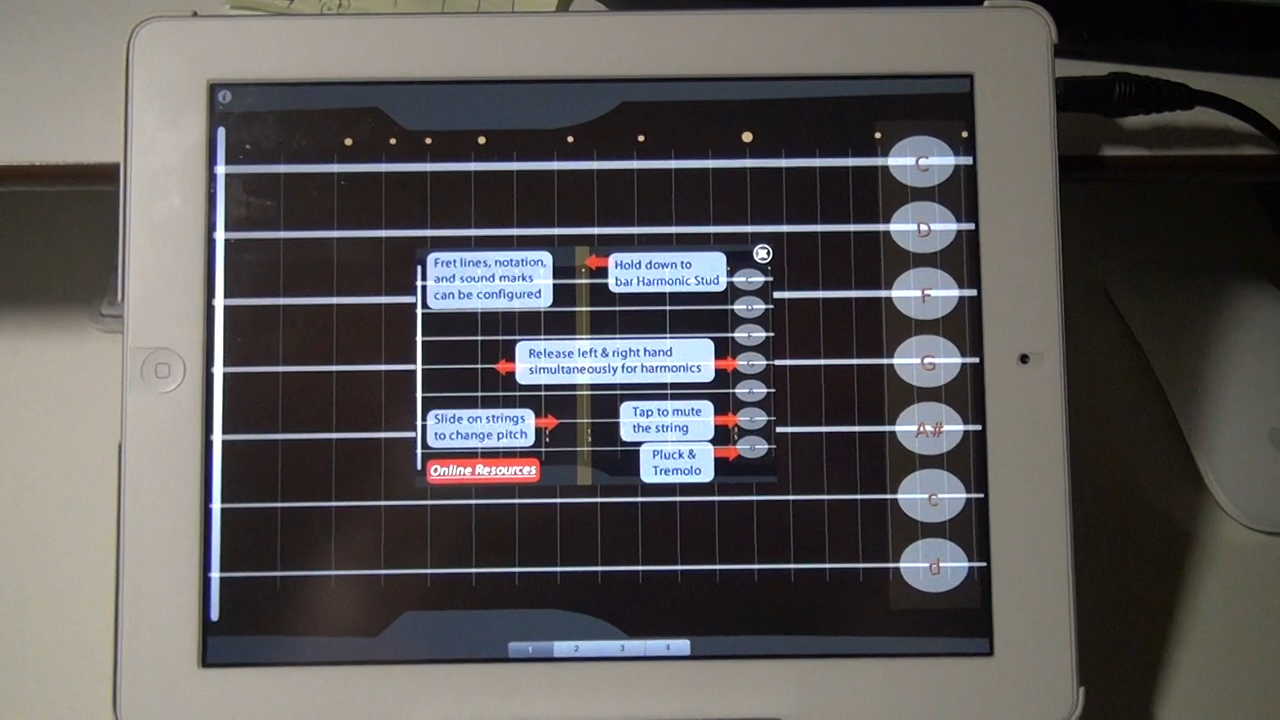 C
D
F
G
A#
c
d
Fret lines, notation,
and sound marks
can be configured
Hold down to
bar Harmonic Stud
Release left & right hand
simultaneously for harmonics
Slide on strings
to change pitch
Tap to mute
the string
Pluck &
Tremolo
Online Resources
1 2 3 4